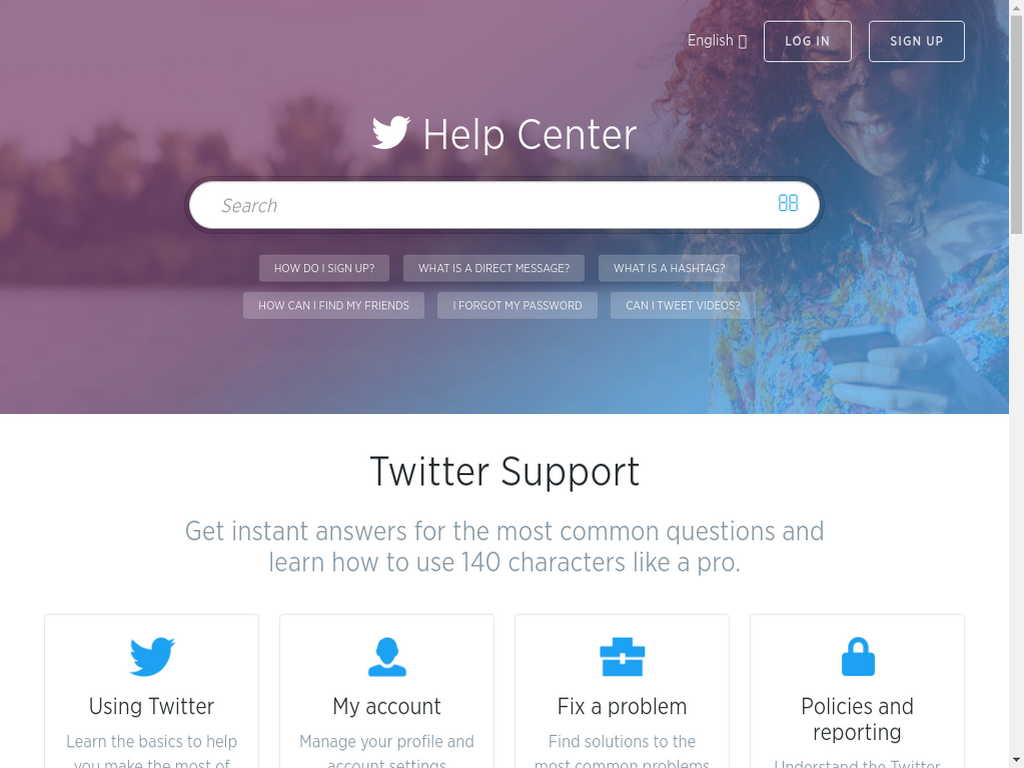 English
LOG IN
SIGN UP
Help Center
Search
HOW DO I SIGN UP?
WHAT IS A DIRECT MESSAGE?
WHAT IS A HASHTAG?
HOW CAN I FIND MY FRIENDS
I FORGOT MY PASSWORD
CAN I TWEET VIDEOS?
Twitter Support
Get instant answers for the most common questions and
learn how to use 140 characters like a pro.
Using Twitter
Learn the basics to help
you make the most of
My account
Manage your profile and
account settings
Fix a problem
Find solutions to the
most common problems
Policies and
reporting
Understand the Twitter